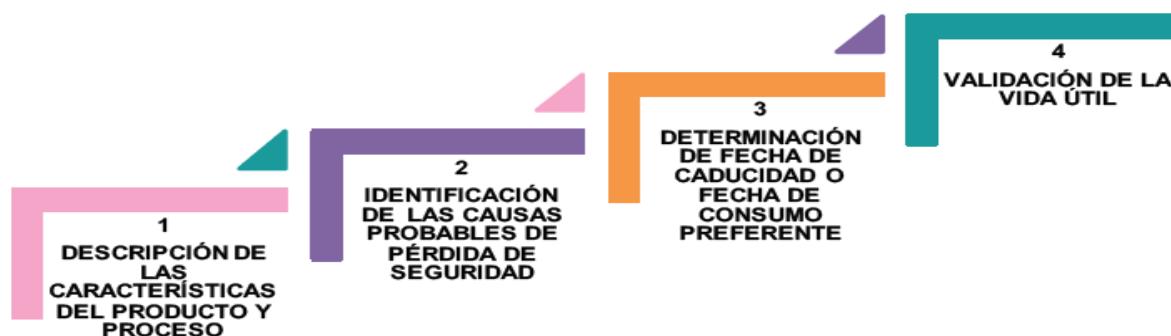 1
DESCRIPCIÓN DE
LAS
CARACTERÍSTICAS
DEL PRODUCTO Y
PROCESO
2
IDENTIFICACIÓN
DE LAS CAUSAS
PROBABLES DE
PÉRDIDA DE
SEGURIDAD
3
DETERMINACIÓN
DE FECHA DE
CADUCIDAD O
FECHA DE
CONSUMO
PREFERENTE
4
VALIDACIÓN DE LA
VIDA ÚTIL